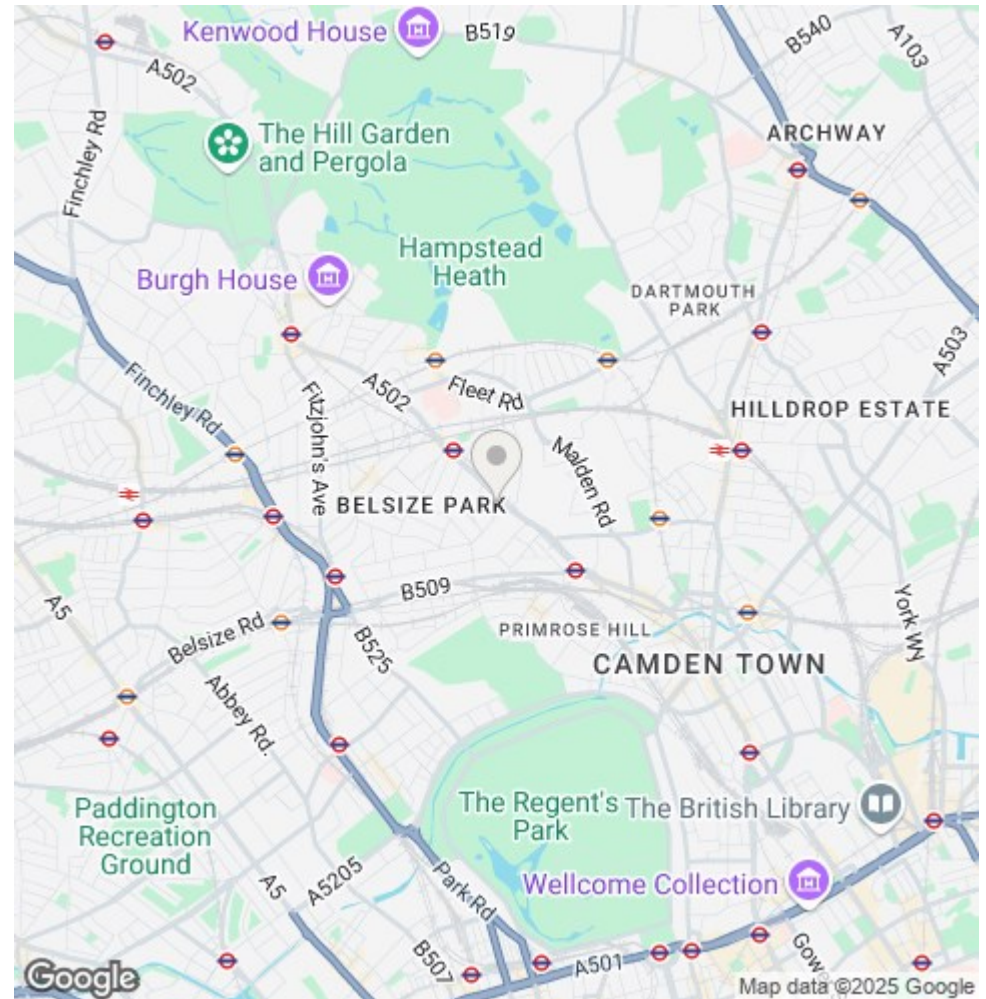 Kenwood House
B519
B540
A103
A502
ARCHWAY
The Hill Garden
and Pergola
Finchley Rd
Hampstead
Heath
Burgh House
DARTMOUTH
PARK
A503
Finchley Rd
Fitzjohn's Ave
A502
Fleet Rd
HILLDROP ESTATE
Malden Rd
BELSIZE PARK
B509
A5
York Wy
Belsize Rd
B525
PRIMROSE HILL
CAMDEN TOWN
Abbey Rd.
Paddington
Recreation
Ground
The Regent's
Park
The British Library
A5205
A5
Park Rd
Wellcome Collection
B507
A501
Gowe
Google
Map data ©2025 Google